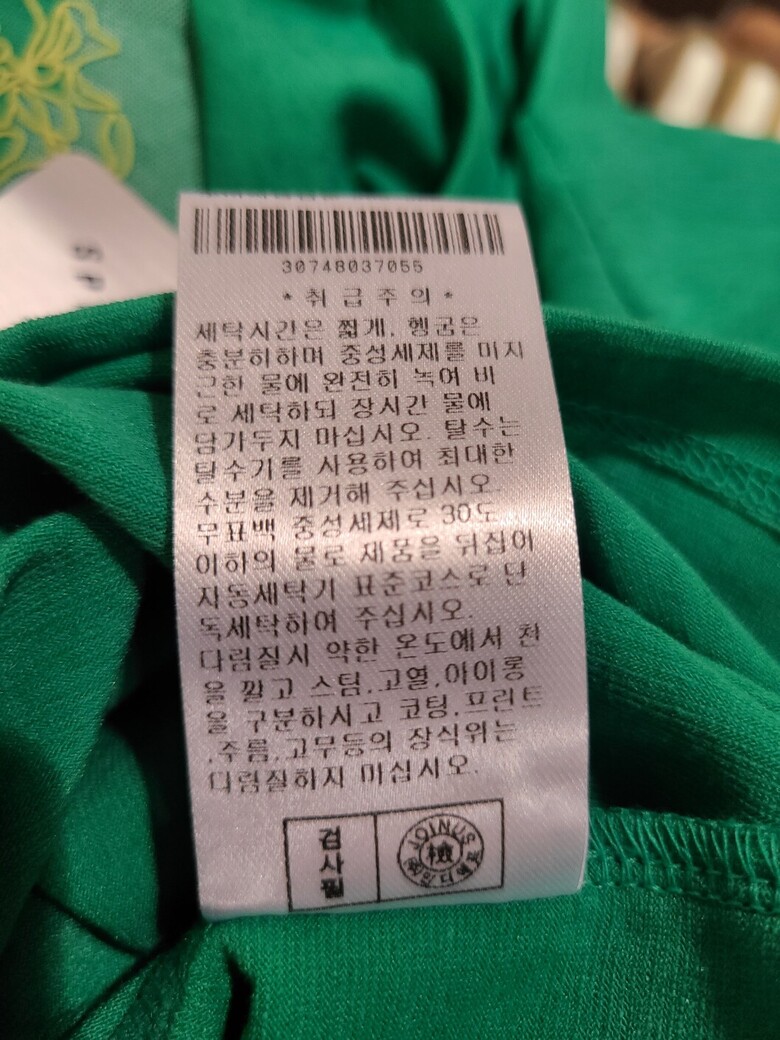 SP
30748037055
*취급주의*
세탁시간은 짧게, 헹굼은
충분히하며 중성세제를 미지
근한 물에 완전히 녹여 바
로 세탁하되 장시간 물에
담가두지 마십시오. 탈수는
탈수기를 사용하여 최대한
수분을 제거해 주십시오.
무표백 중성세제로 30도
이하의 물로 제품을 뒤집어
자동세탁기 표준코스로 단
독세탁하여 주십시오.
다림질시 약한 온도에서 천
을 깔고 스팀,고열,아이롱
을 구분하시고 코팅,프린트
,주름,고무등의 장식위는
다림질하지 마십시오.
검사필
JOINUS
檢